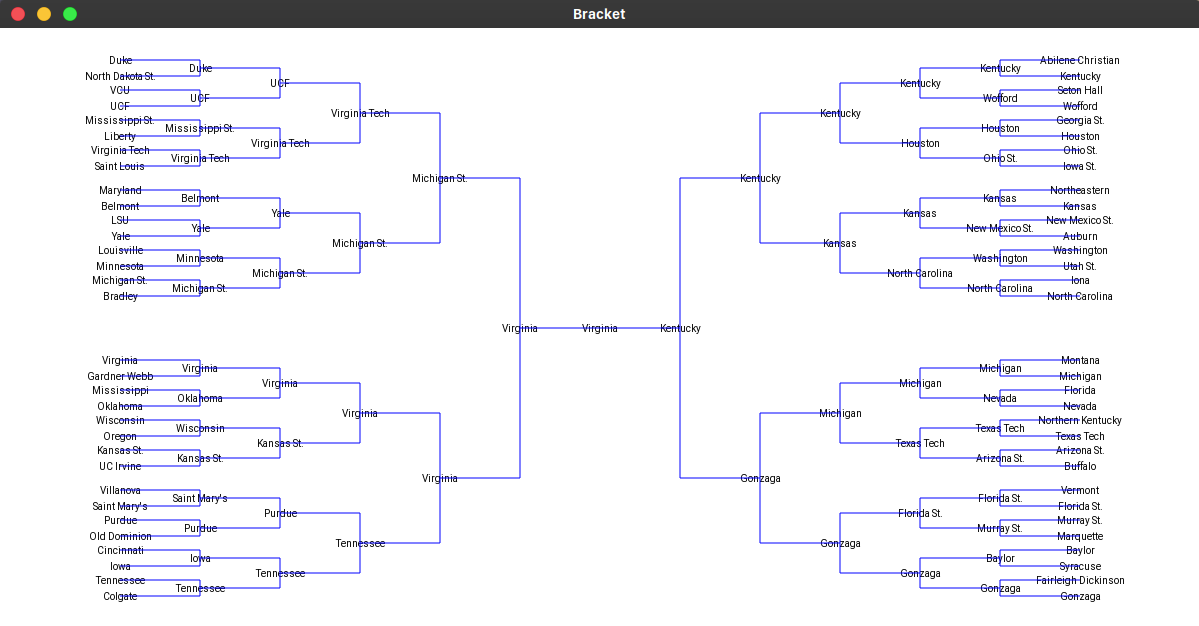 Bracket
Duke
North Dakota St.
VCU
UCF
Mississippi St.
Liberty
Virginia Tech
Saint Louis
Maryland
Belmont
LSU
Yale
Louisville
Minnesota
Michigan St.
Bradley
Virginia
Gardner Webb
Mississippi
Oklahoma
Wisconsin
Oregon
Kansas St.
UC Irvine
Villanova
Saint Mary's
Purdue
Old Dominion
Cincinnati
Iowa
Tennessee
Colgate
Duke
UCF
Mississippi St.
Virginia Tech
Belmont
Yale
Minnesota
Michigan St.
Virginia
Oklahoma
Wisconsin
Kansas St.
Saint Mary's
Purdue
Iowa
Tennessee
UCF
Virginia Tech
Yale
Michigan St.
Virginia
Kansas St.
Purdue
Tennessee
Virginia Tech
Michigan St.
Virginia
Tennessee
Michigan St.
Virginia
Virginia
Virginia
Kentucky
Kentucky
Gonzaga
Kentucky
Kansas
Michigan
Gonzaga
Kentucky
Houston
Kansas
North Carolina
Michigan
Texas Tech
Florida St.
Gonzaga
Kentucky
Wofford
Houston
Ohio St.
Kansas
New Mexico St.
Washington
North Carolina
Michigan
Nevada
Texas Tech
Arizona St.
Florida St.
Murray St.
Baylor
Gonzaga
Abilene Christian
Kentucky
Seton Hall
Wofford
Georgia St.
Houston
Ohio St.
Iowa St.
Northeastern
Kansas
New Mexico St.
Auburn
Washington
Utah St.
Iona
North Carolina
Montana
Michigan
Florida
Nevada
Northern Kentucky
Texas Tech
Arizona St.
Buffalo
Vermont
Florida St.
Murray St.
Marquette
Baylor
Syracuse
Fairleigh Dickinson
Gonzaga